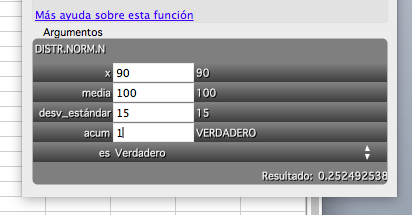 Más ayuda sobre esta función
Argumentos
DISTR.NORM.N
x 90 90
media 100 100
desv_estándar 15 15
acum 1 VERDADERO
es Verdadero
Resultado: 0.252492538